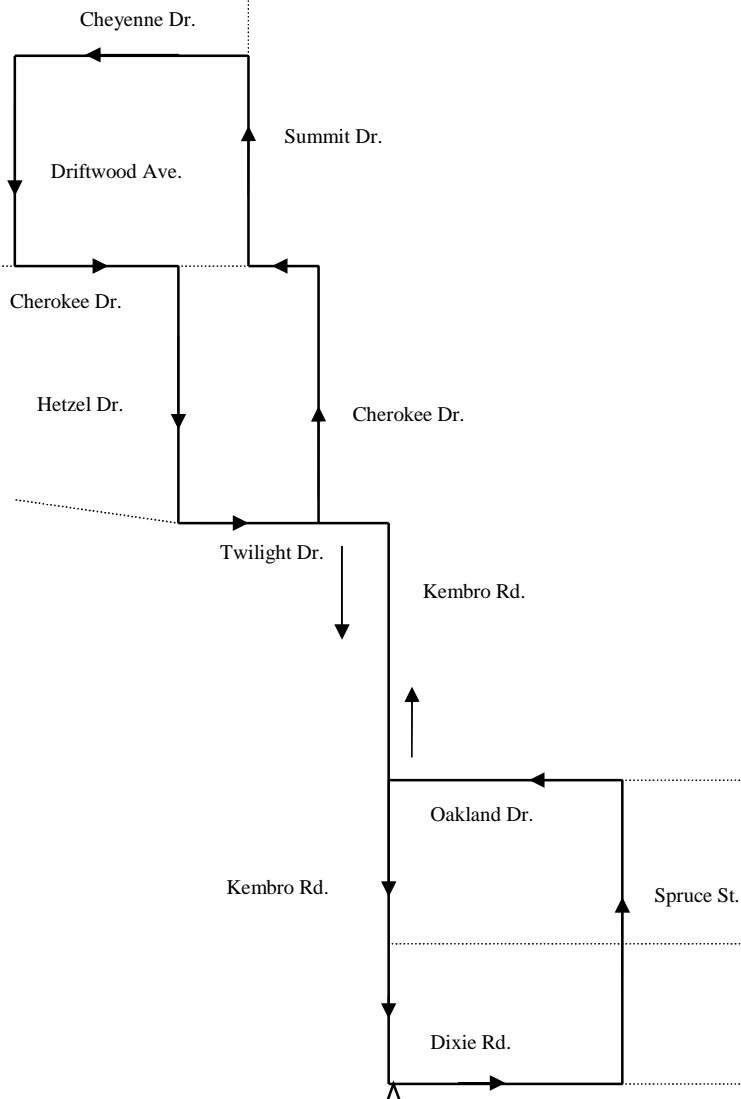 Cheyenne Dr.
Summit Dr.
Driftwood Ave.
Cherokee Dr.
Hetzel Dr.
Cherokee Dr.
Twilight Dr.
Kembro Rd.
Oakland Dr.
Kembro Rd.
Spruce St.
Dixie Rd.